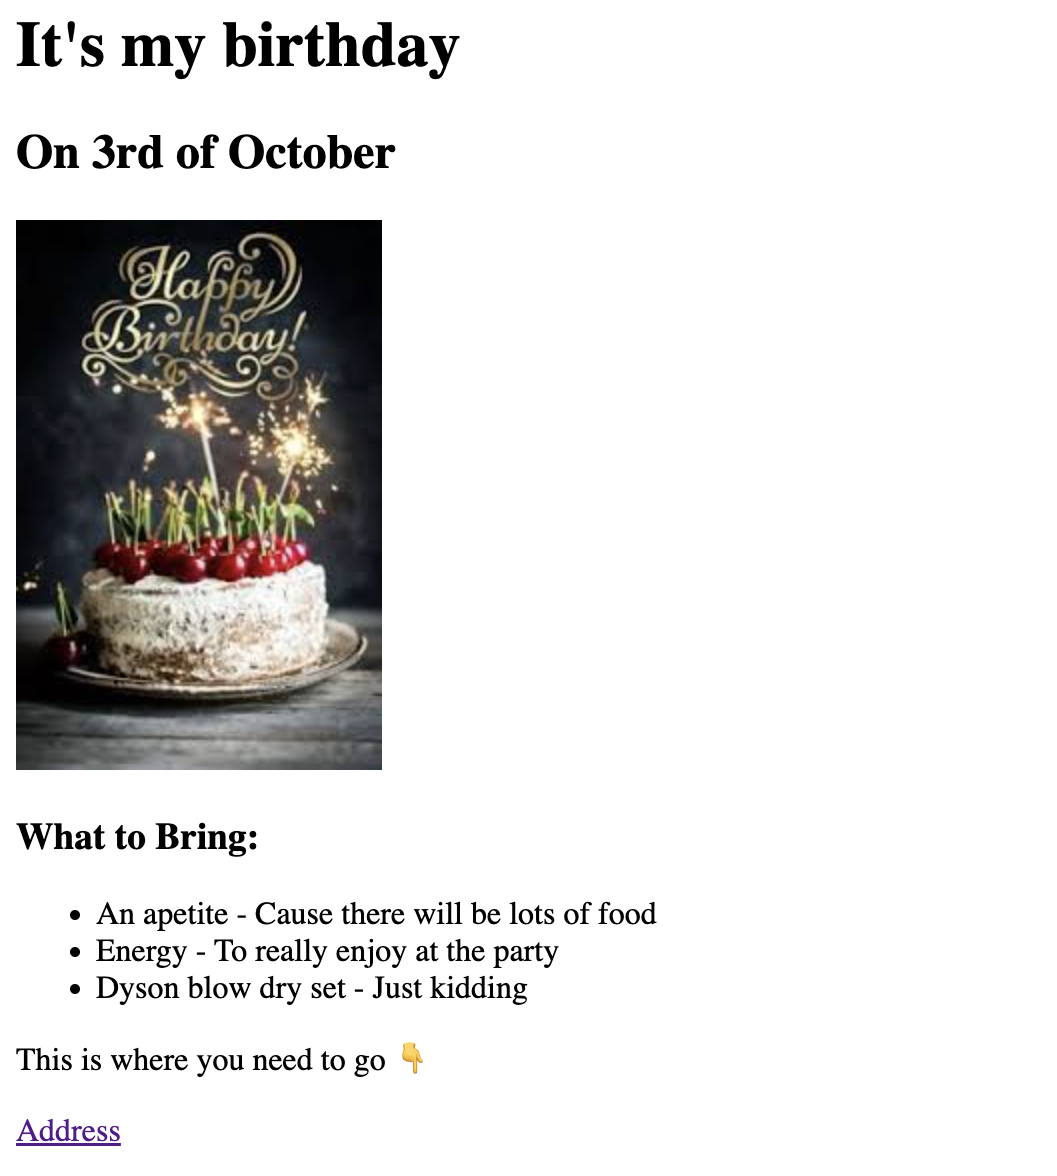 It's my birthday
On 3rd of October
Happy
Birthday!
What to Bring:
An apetite - Cause there will be lots of food
Energy - To really enjoy at the party
Dyson blow dry set - Just kidding
This is where you need to go 👇
Address